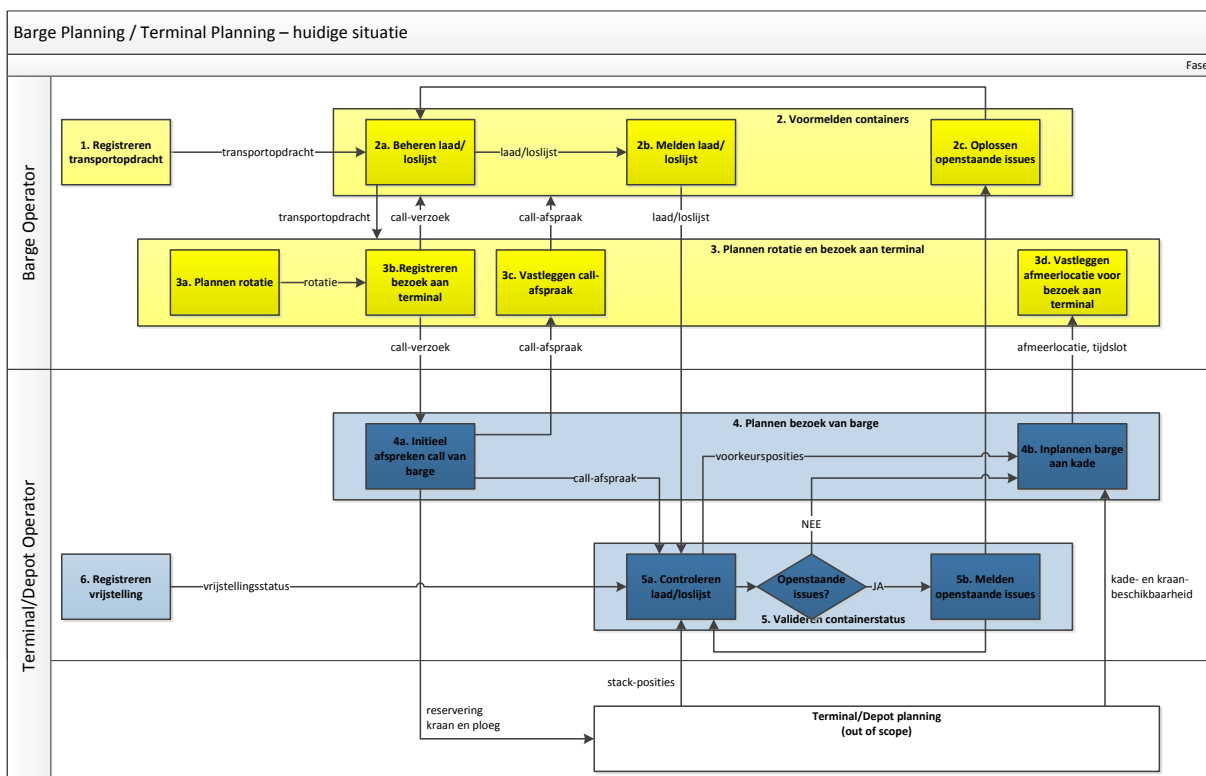 Barge Planning / Terminal Planning – huidige situatie
Fase
Barge Operator
2. Voormelden containers
1. Registreren
transportopdracht
transportopdracht
2a. Beheren laad/
loslijst
laad/loslijst
2b. Melden laad/
loslijst
2c. Oplossen
openstaande issues
transportopdracht
call-verzoek
call-afspraak
laad/loslijst
3. Plannen rotatie en bezoek aan terminal
3a. Plannen rotatie
rotatie
3b.Registreren
bezoek aan
terminal
3c. Vastleggen call-
afspraak
3d. Vastleggen
afmeerlocatie voor
bezoek aan
terminal
call-verzoek
call-afspraak
afmeerlocatie, tijdslot
Terminal/Depot Operator
4. Plannen bezoek van barge
4a. Initieel
afspreken call van
barge
voorkeursposities
4b. Inplannen barge
aan kade
call-afspraak
NEE
6. Registreren
vrijstelling
vrijstellingsstatus
5a. Controleren
laad/loslijst
Openstaande
issues?
JA
5b. Melden
openstaande issues
kade- en kraan-
beschikbaarheid
5. Valideren containerstatus
stack-posities
reservering
kraan en ploeg
Terminal/Depot planning
(out of scope)